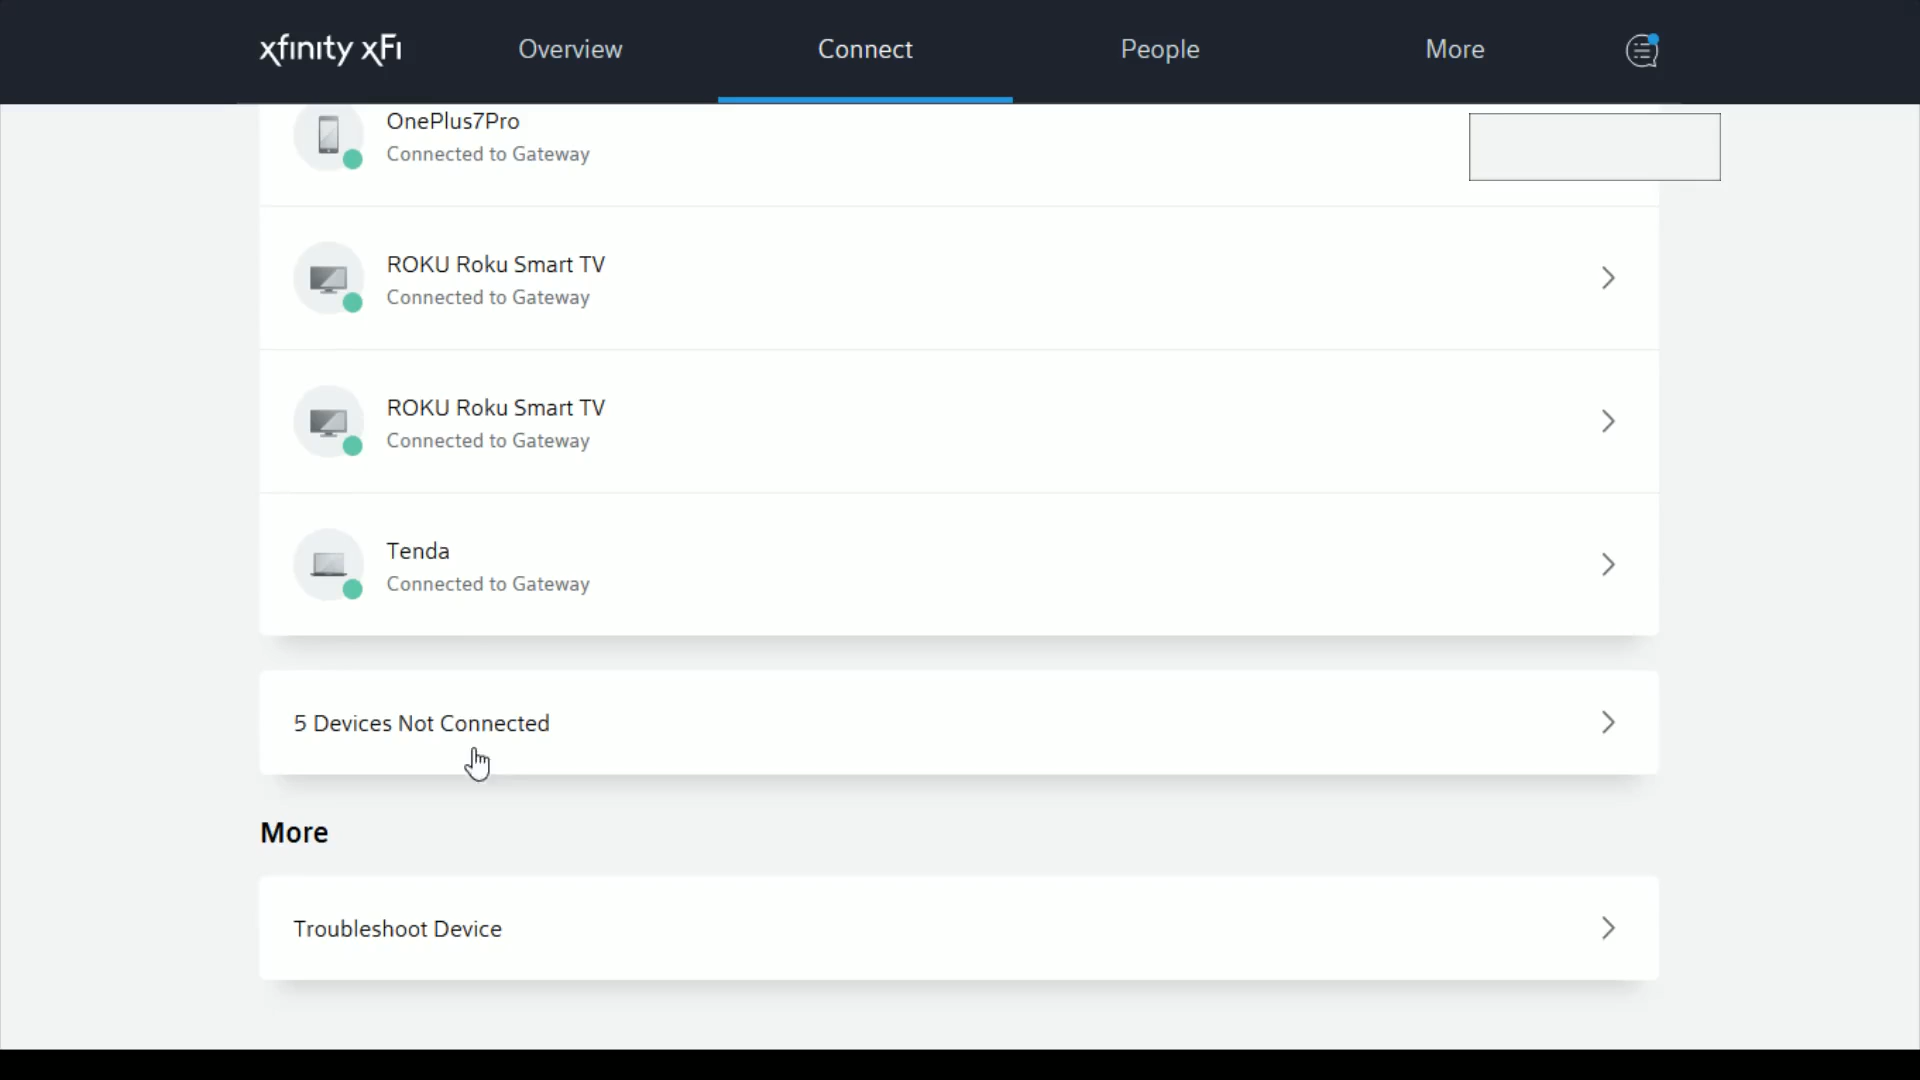 xfinity xFi
Overview
Connect
People
More
OnePlus7Pro
Connected to Gateway
ROKU Roku Smart TV
Connected to Gateway
ROKU Roku Smart TV
Connected to Gateway
Tenda
Connected to Gateway
5 Devices Not Connected
More
Troubleshoot Device